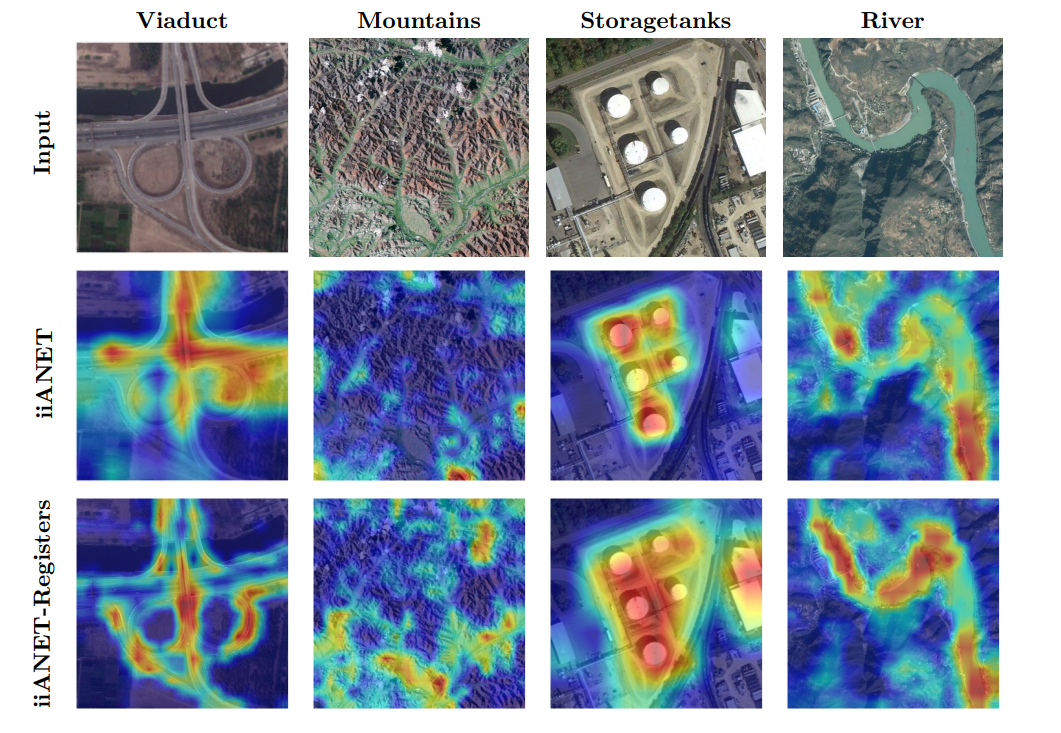 Viaduct Mountains Storagetanks River
Input
iiANET
iiANET-Registers